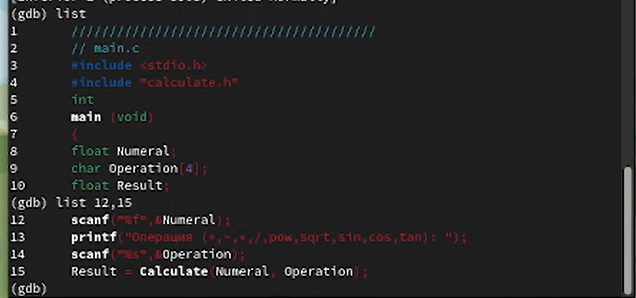 (gdb) list
1 ////////////////////////////////////////
2 // main.c
3 #include <stdio.h>
4 #include "calculate.h"
5 int
6 main (void)
7 {
8 float Numeral;
9 char Operation[4];
10 float Result;
(gdb) list 12,15
12 scanf("%f",&Numeral);
13 printf("Операция (+,-,*,/,pow,sqrt,sin,cos,tan): ");
14 scanf("%s",&Operation);
15 Result = Calculate(Numeral, Operation);
(gdb)